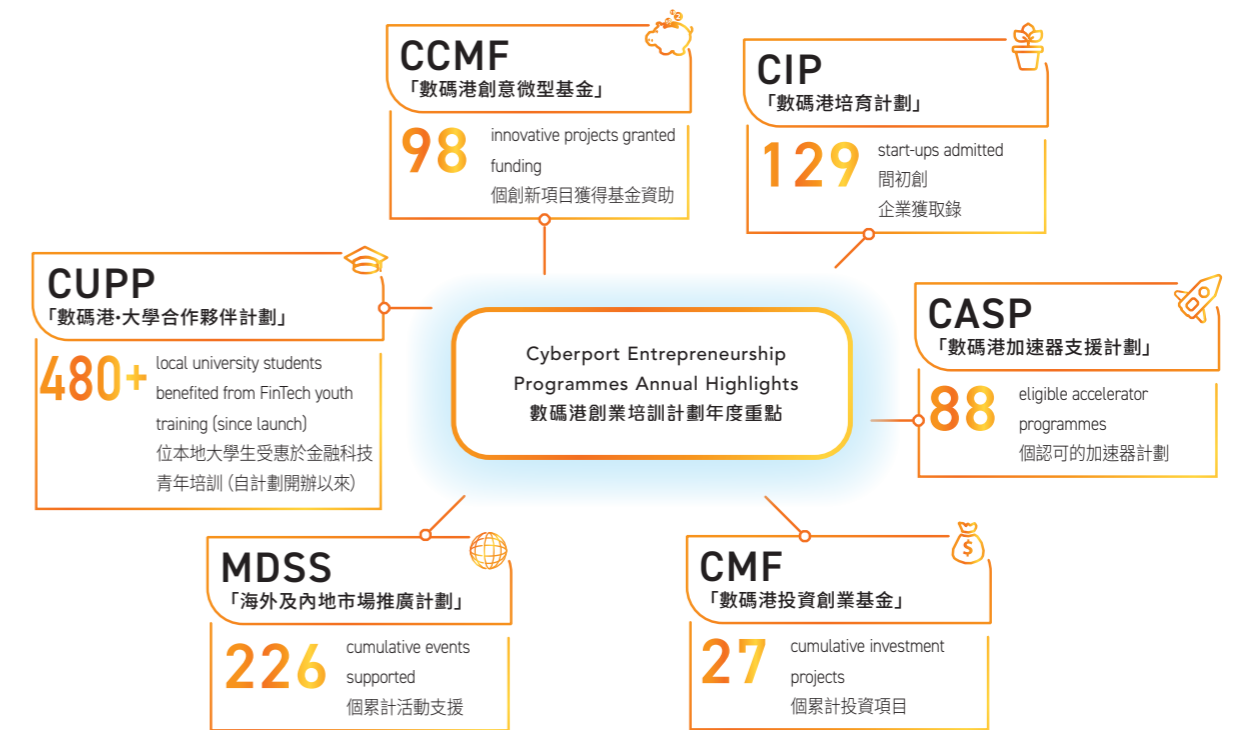 CCMF
「數碼港創意微型基金」
98
innovative projects granted
funding
個創新項目獲得基金資助
CIP
「數碼港培育計劃」
129
start-ups admitted
間初創
企業獲取錄
CUPP
「數碼港•大學合作夥伴計劃」
480+
local university students
benefited from FinTech youth
training (since launch)
位本地大學生受惠於金融科技
青年培訓 (自計劃開辦以來)
Cyberport Entrepreneurship
Programmes Annual Highlights
數碼港創業培訓計劃年度重點
CASP
「數碼港加速器支援計劃」
88
eligible accelerator
programmes
個認可的加速器計劃
MDSS
「海外及內地市場推廣計劃」
226
cumulative events
supported
個累計活動支援
CMF
「數碼港投資創業基金」
27
cumulative investment
projects
個累計投資項目
$